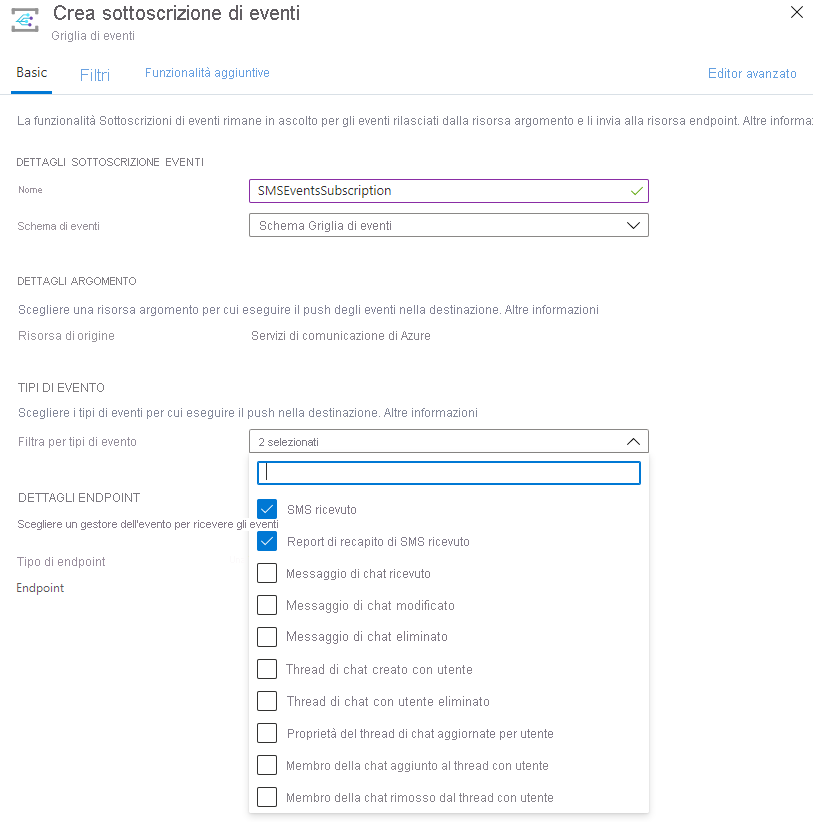 Crea sottoscrizione di eventi
Griglia di eventi
Basic Filtri Funzionalità aggiuntive Editor avanzato
La funzionalità Sottoscrizioni di eventi rimane in ascolto per gli eventi rilasciati dalla risorsa argomento e li invia alla risorsa endpoint. Altre informa
DETTAGLI SOTTOSCRIZIONE EVENTI
Nome SMSEventsSubscription
Schema di eventi Schema Griglia di eventi
DETTAGLI ARGOMENTO
Scegliere una risorsa argomento per cui eseguire il push degli eventi nella destinazione. Altre informazioni
Risorsa di origine Servizi di comunicazione di Azure
TIPI DI EVENTO
Scegliere i tipi di eventi per cui eseguire il push nella destinazione. Altre informazioni
Filtra per tipi di evento 2 selezionati
DETTAGLI ENDPOINT
Scegliere un gestore dell'evento per ricevere gli eventi
Tipo di endpoint
Endpoint
SMS ricevuto
Report di recapito di SMS ricevuto
Messaggio di chat ricevuto
Messaggio di chat modificato
Messaggio di chat eliminato
Thread di chat creato con utente
Thread di chat con utente eliminato
Proprietà del thread di chat aggiornate per utente
Membro della chat aggiunto al thread con utente
Membro della chat rimosso dal thread con utente